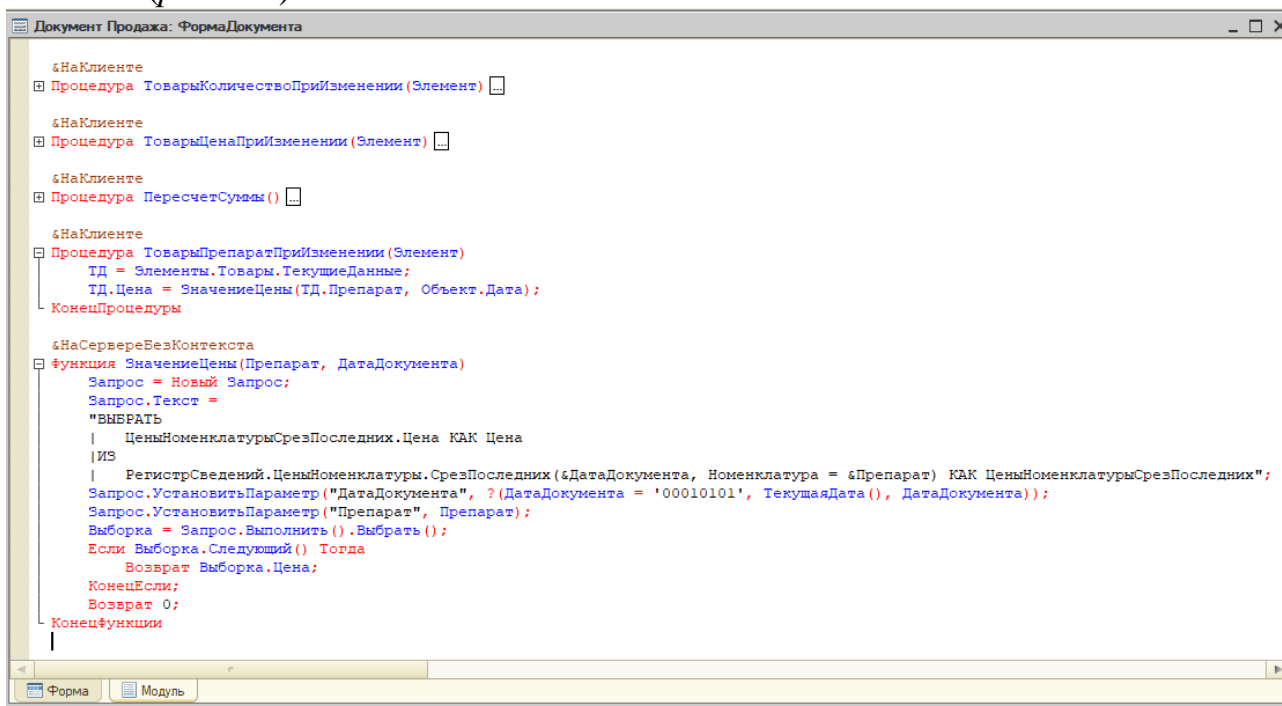 Документ Продажа: ФормаДокумента
&НаКлиенте
Процедура ТоварыКоличествоПриИзменении(Элемент) ...
&НаКлиенте
Процедура ТоварыЦенаПриИзменении(Элемент) ...
&НаКлиенте
Процедура ПересчетСуммы() ...
&НаКлиенте
Процедура ТоварыПрепаратПриИзменении(Элемент)
ТД = Элементы.Товары.ТекущиеДанные;
ТД.Цена = ЗначениеЦены(ТД.Препарат, Объект.Дата);
КонецПроцедуры
&НаСервереБезКонтекста
Функция ЗначениеЦены(Препарат, ДатаДокумента)
Запрос = Новый Запрос;
Запрос.Текст =
"ВЫБРАТЬ
|   ЦеныНоменклатурыСрезПоследних.Цена КАК Цена
|ИЗ
|   РегистрСведений.ЦеныНоменклатуры.СрезПоследних(&ДатаДокумента, Номенклатура = &Препарат) КАК ЦеныНоменклатурыСрезПоследних";
Запрос.УстановитьПараметр("ДатаДокумента", ?(ДатаДокумента = '00010101', ТекущаяДата(), ДатаДокумента));
Запрос.УстановитьПараметр("Препарат", Препарат);
Выборка = Запрос.Выполнить().Выбрать();
Если Выборка.Следующий() Тогда
Возврат Выборка.Цена;
КонецЕсли;
Возврат 0;
КонецФункции
Форма Модуль